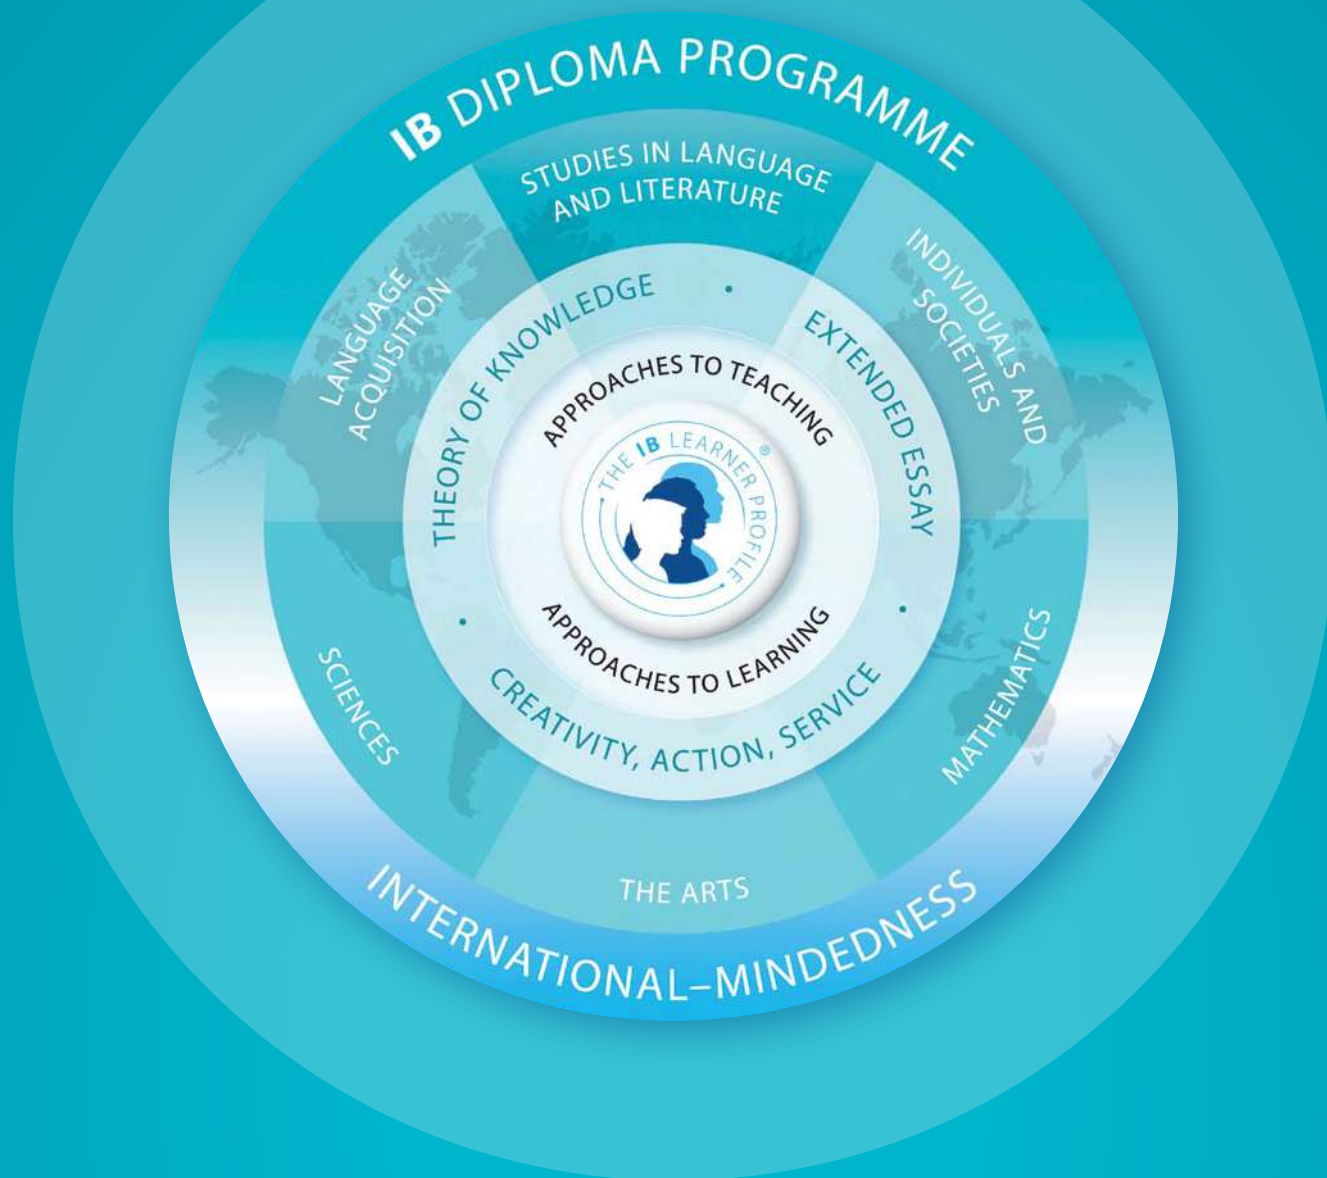 IB DIPLOMA PROGRAMME
STUDIES IN LANGUAGE
AND LITERATURE
LANGUAGE
ACQUISITION
INDIVIDUALS AND
SOCIETIES
THEORY OF KNOWLEDGE
·
EXTENDED ESSAY
APPROACHES TO TEACHING
THE IB LEARNER PROFILE
®
APPROACHES TO LEARNING
·
CREATIVITY, ACTION, SERVICE
·
SCIENCES
MATHEMATICS
THE ARTS
INTERNATIONAL–MINDEDNESS